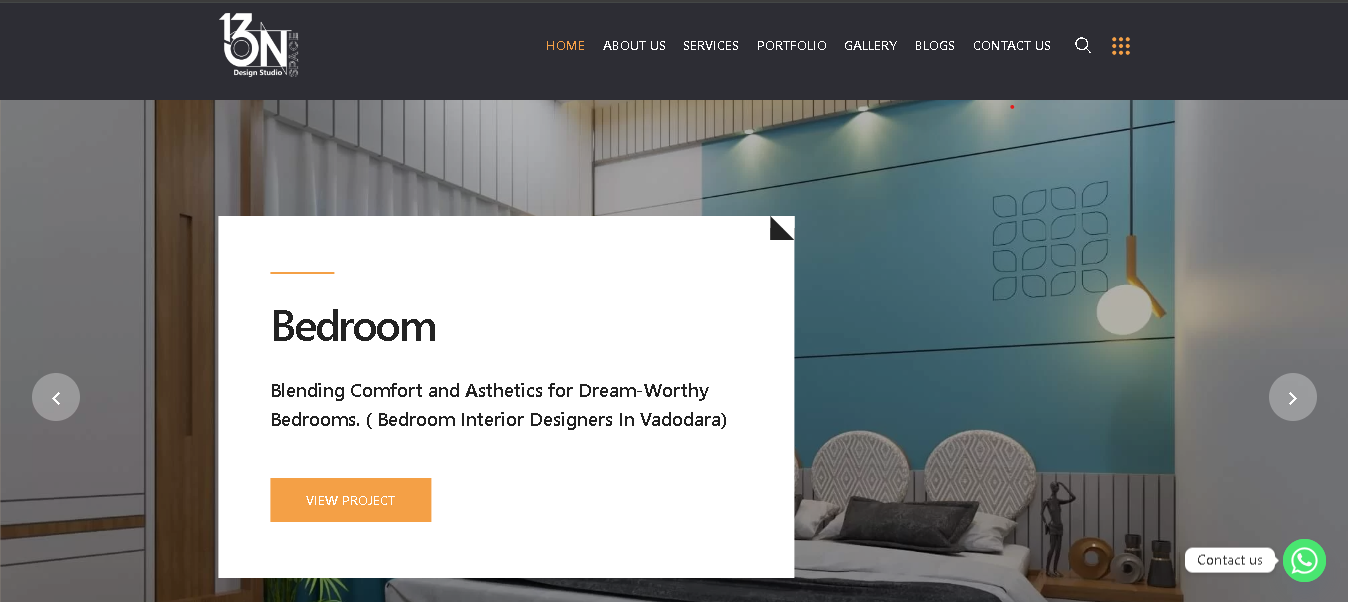 13ON
SPACE
Design Studio
HOME ABOUT US SERVICES PORTFOLIO GALLERY BLOGS CONTACT US
Bedroom
Blending Comfort and Asthetics for Dream-Worthy
Bedrooms. ( Bedroom Interior Designers In Vadodara)
VIEW PROJECT
Contact us